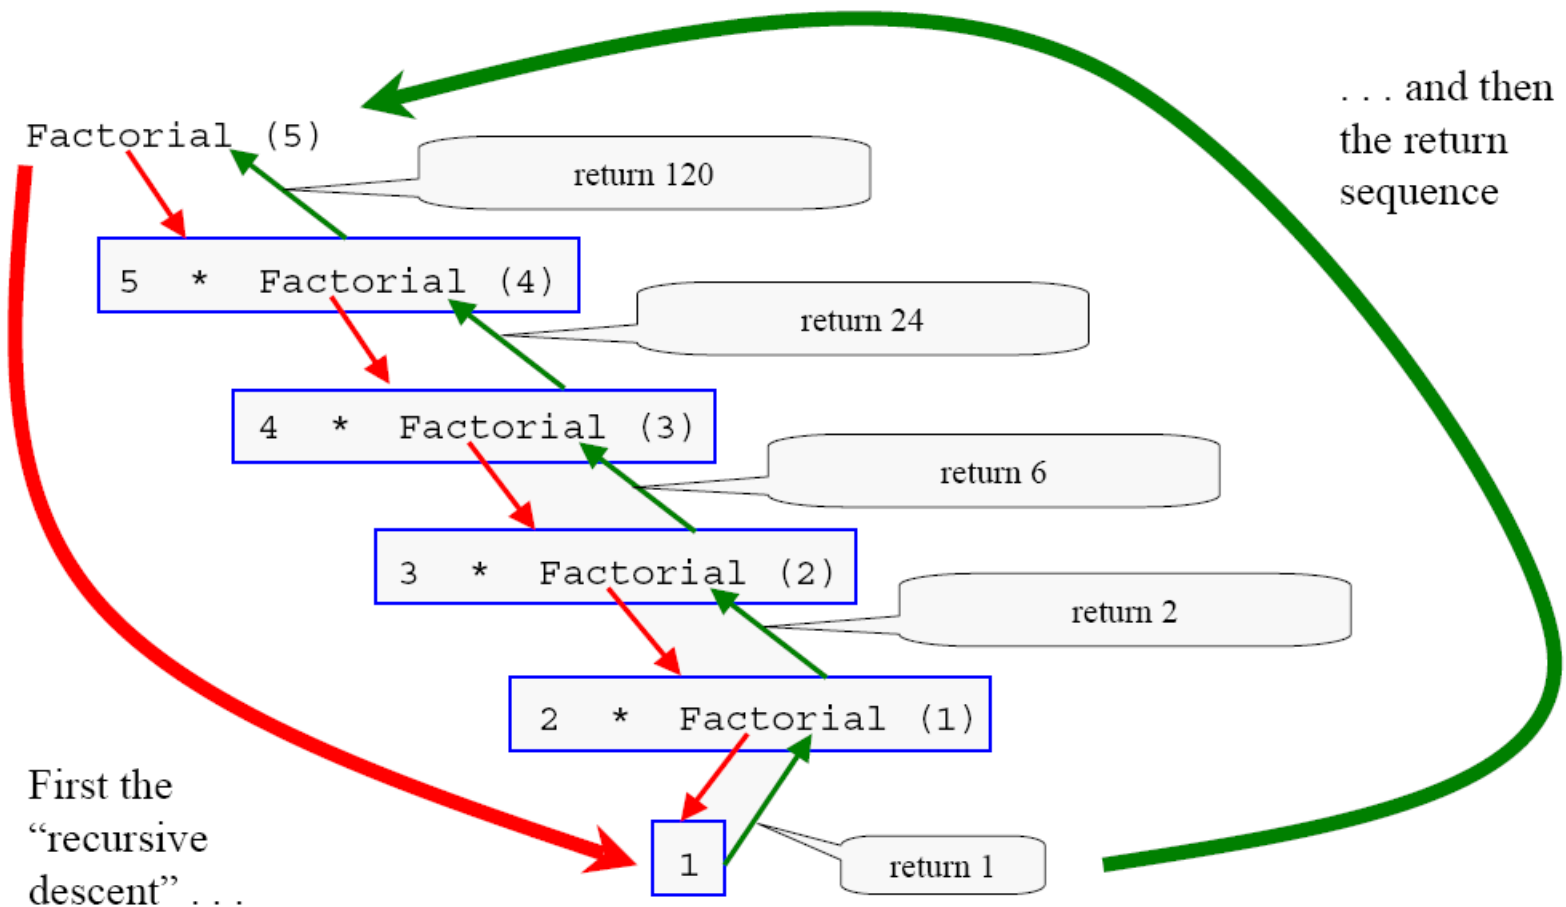 . . . and then
the return
sequence
Factorial (5)
return 120
5 * Factorial (4)
return 24
4 * Factorial (3)
return 6
3 * Factorial (2)
return 2
2 * Factorial (1)
First the
“recursive
descent” . . .
1
return 1